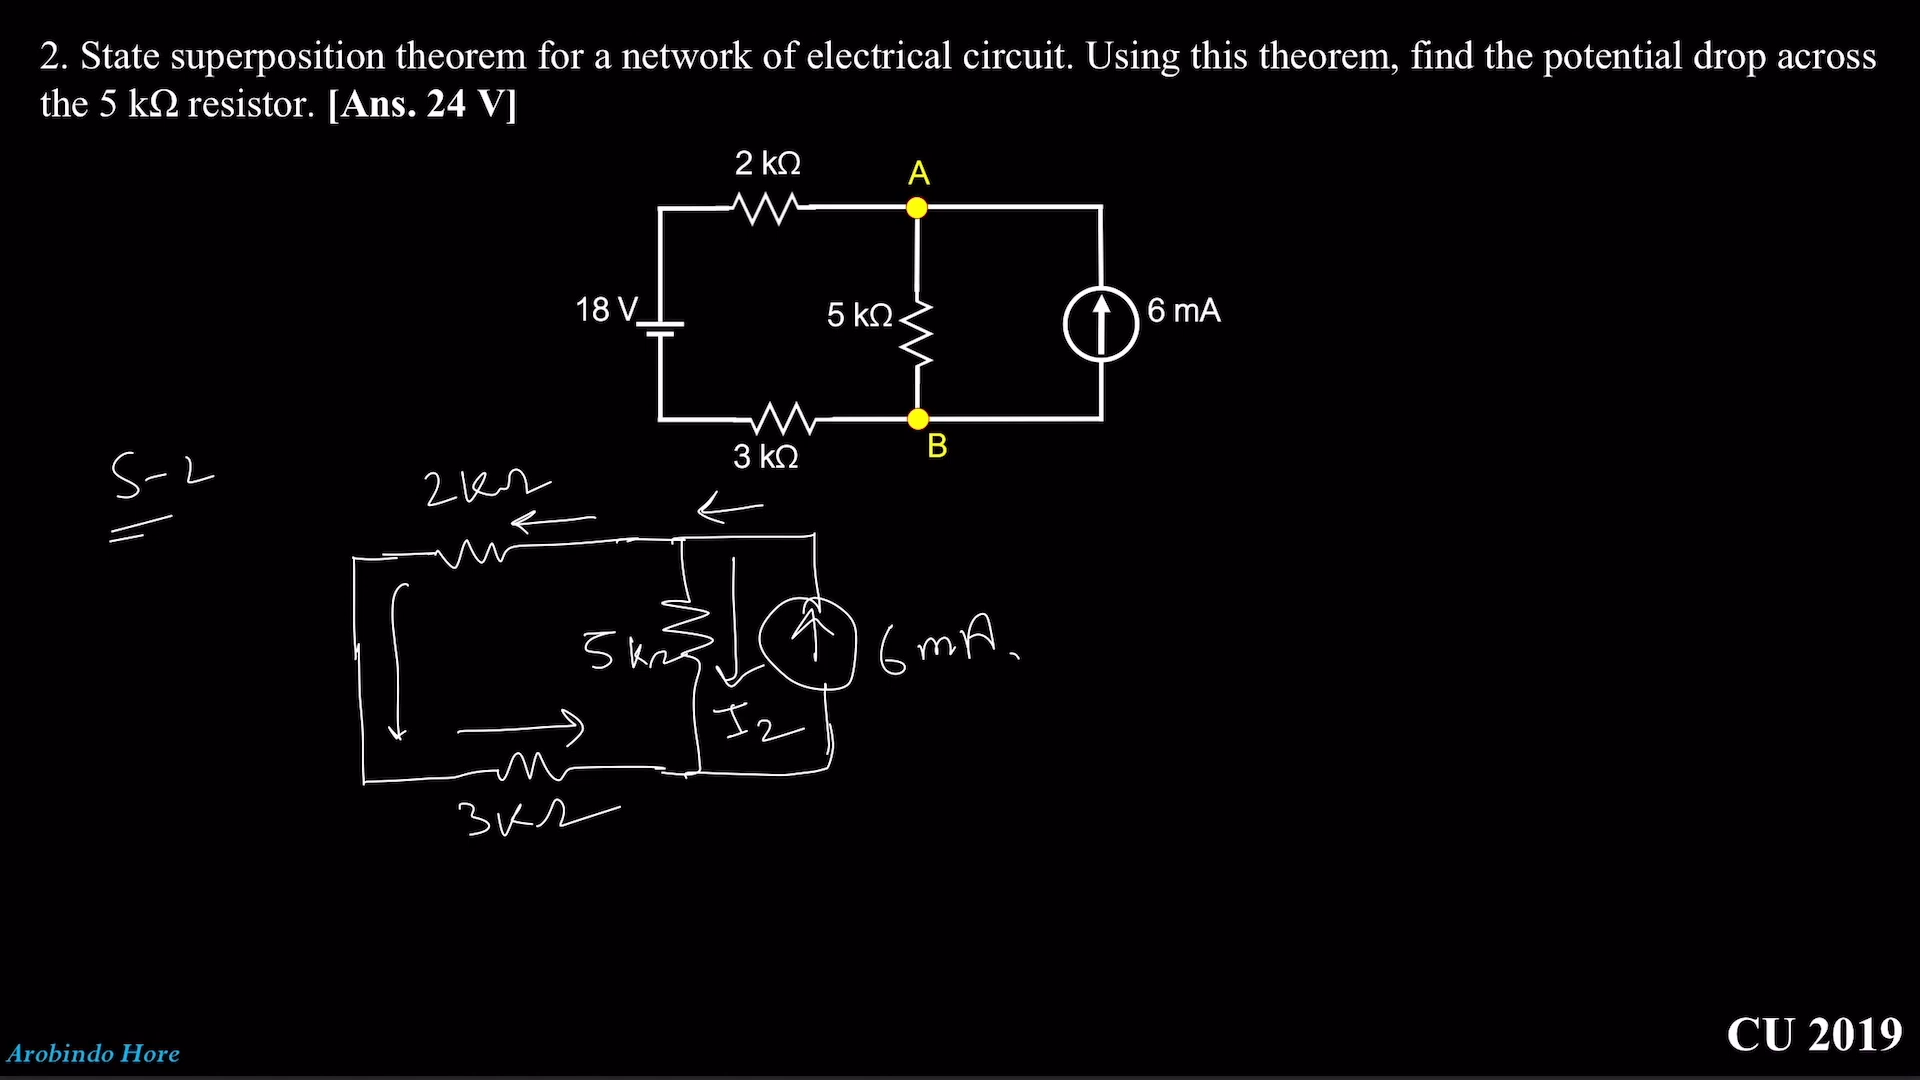 2. State superposition theorem for a network of electrical circuit. Using this theorem, find the potential drop across
the 5 kΩ resistor. [Ans. 24 V]
2 kΩ
A
18 V
5 kΩ
6 mA
3 kΩ
B
S-2
2kΩ
5kΩ
6mA.
I2
3kΩ
CU 2019
Arobindo Hore